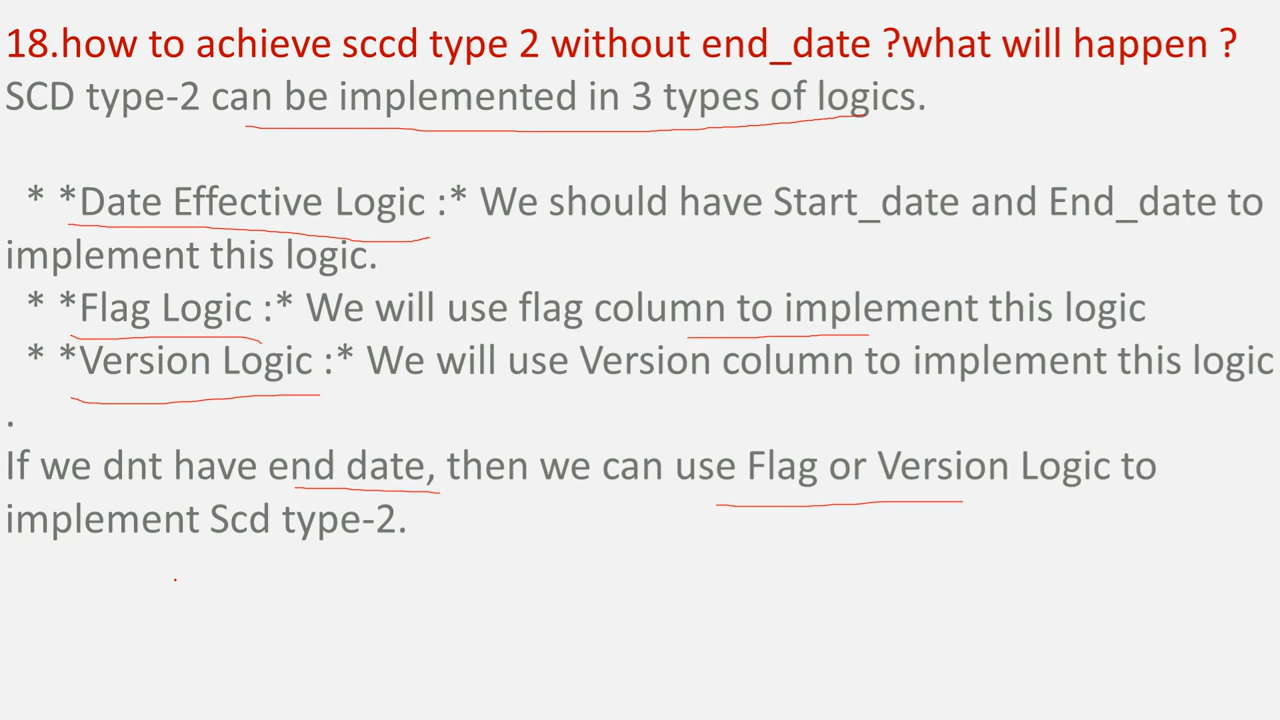 18.how to achieve sccd type 2 without end_date ?what will happen ?
SCD type-2 can be implemented in 3 types of logics.
* *Date Effective Logic :* We should have Start_date and End_date to
implement this logic.
* *Flag Logic :* We will use flag column to implement this logic
* *Version Logic :* We will use Version column to implement this logic
.
If we dnt have end date, then we can use Flag or Version Logic to
implement Scd type-2.